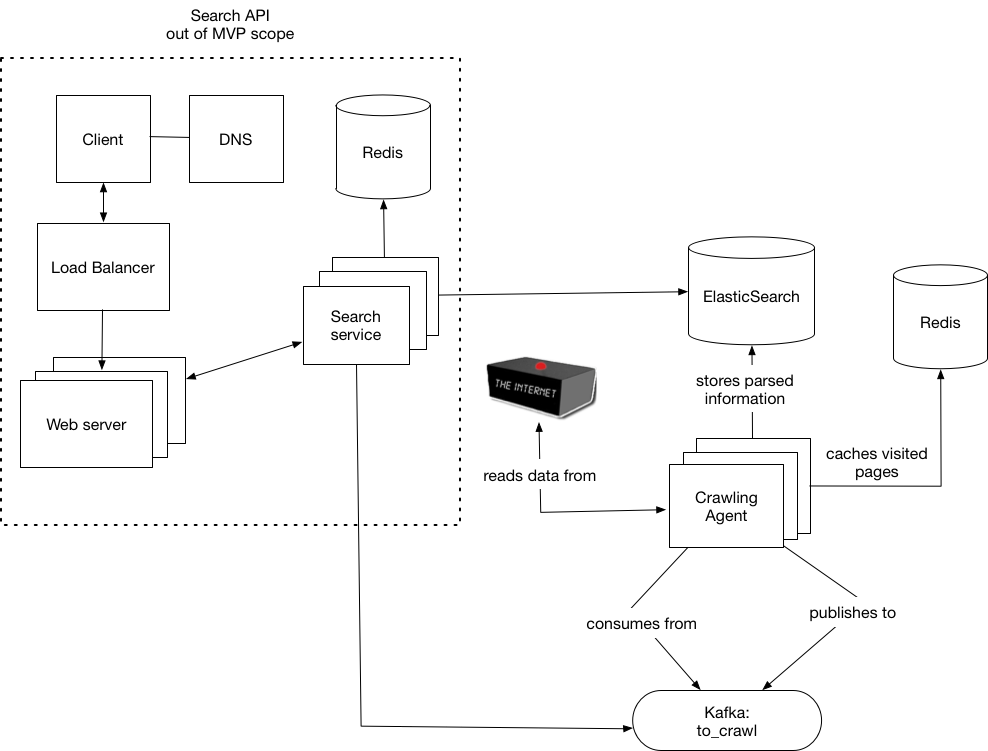 Search API
out of MVP scope
Client
DNS
Redis
Load Balancer
Search
service
Web server
ElasticSearch
Redis
THE INTERNET
stores parsed
information
reads data from
caches visited
pages
Crawling
Agent
consumes from
publishes to
Kafka:
to_crawl